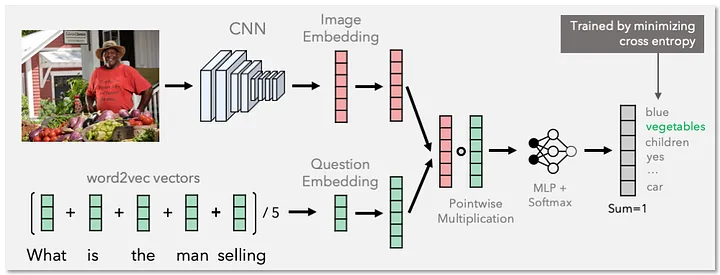 CNN
Image
Embedding
Trained by minimizing
cross entropy
blue
vegetables
children
yes
...
car
Sum=1
MLP +
Softmax
Pointwise
Multiplication
word2vec vectors
Question
Embedding
+ + + + / 5
What is the man selling